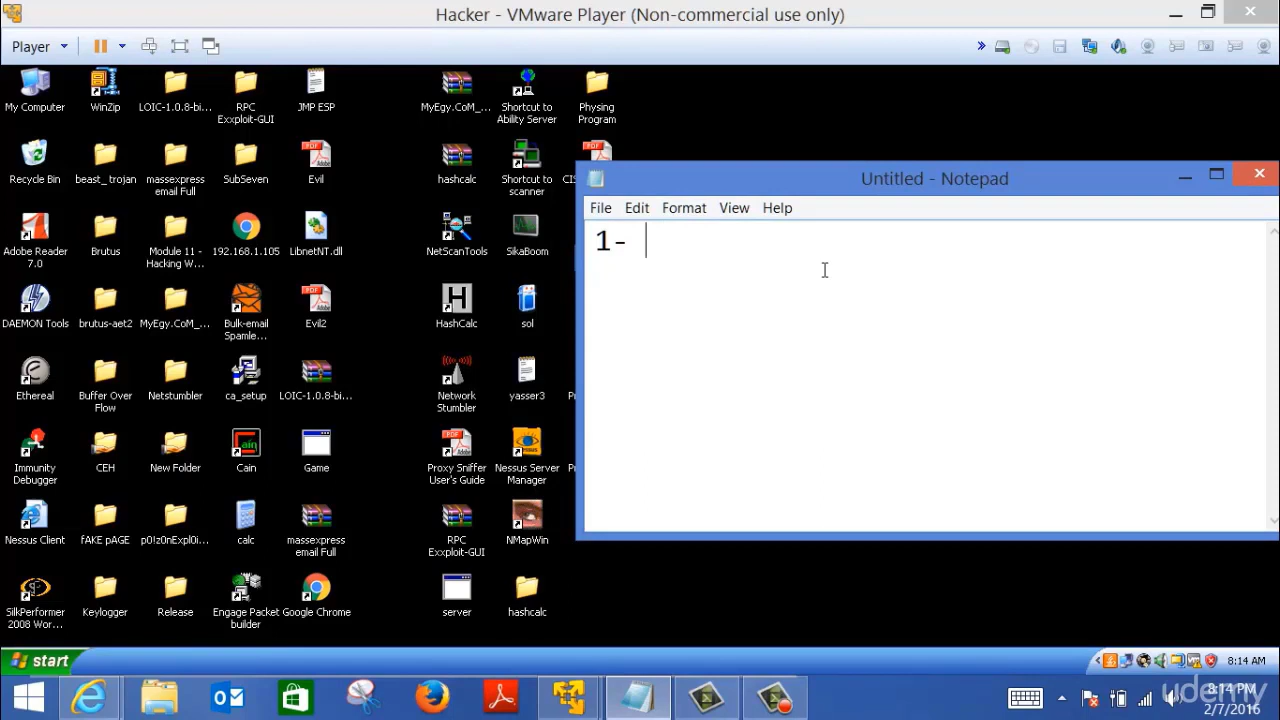 Hacker - VMware Player (Non-commercial use only)
Player
My Computer
WinZip
LOIC-1.0.8-bi...
RPC
Exxploit-GUI
JMP ESP
MyEgy.CoM_...
Shortcut to
Ability Server
Physing
Program
Recycle Bin
beast_trojan
massexpress
email Full
SubSeven
Evil
hashcalc
Shortcut to
scanner
Untitled - Notepad
File Edit Format View Help
1-
Adobe Reader
7.0
Brutus
Module 11 -
Hacking W...
192.168.1.105
LibnetNT.dll
NetScanTools
SikaBoom
DAEMON Tools
brutus-aet2
MyEgy.CoM_...
Bulk-email
Spamle...
Evil2
HashCalc
sol
Ethereal
Buffer Over
Flow
Netstumbler
ca_setup
LOIC-1.0.8-bi...
Network
Stumbler
yasser3
Immunity
Debugger
CEH
New Folder
Cain
Game
Proxy Sniffer
User's Guide
Nessus Server
Manager
Nessus Client
fAKE pAGE
p0!z0nExpl0i...
calc
massexpress
email Full
RPC
Exxploit-GUI
NMapWin
SilkPerformer
2008 Wor...
Keylogger
Release
Engage Packet
builder
Google Chrome
server
hashcalc
start
8:14 AM
8:14 PM
2/7/2016
udemy